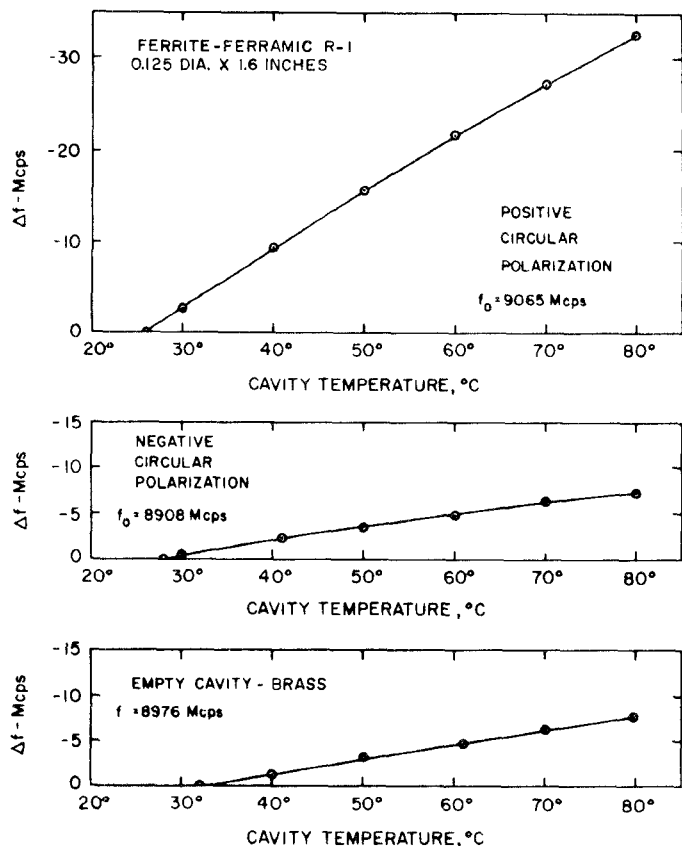 FERRITE-FERRAMIC R-1
0.125 DIA. X 1.6 INCHES
-30
-20
-10
0
Δf - Mcps
POSITIVE
CIRCULAR
POLARIZATION
f₀ = 9065 Mcps
20° 30° 40° 50° 60° 70° 80°
CAVITY TEMPERATURE, °C
-15
-10
-5
0
Δf - Mcps
NEGATIVE
CIRCULAR
POLARIZATION
f₀ = 8908 Mcps
20° 30° 40° 50° 60° 70° 80°
CAVITY TEMPERATURE, °C
-15
-10
-5
0
Δf - Mcps
EMPTY CAVITY - BRASS
f = 8976 Mcps
20° 30° 40° 50° 60° 70° 80°
CAVITY TEMPERATURE, °C